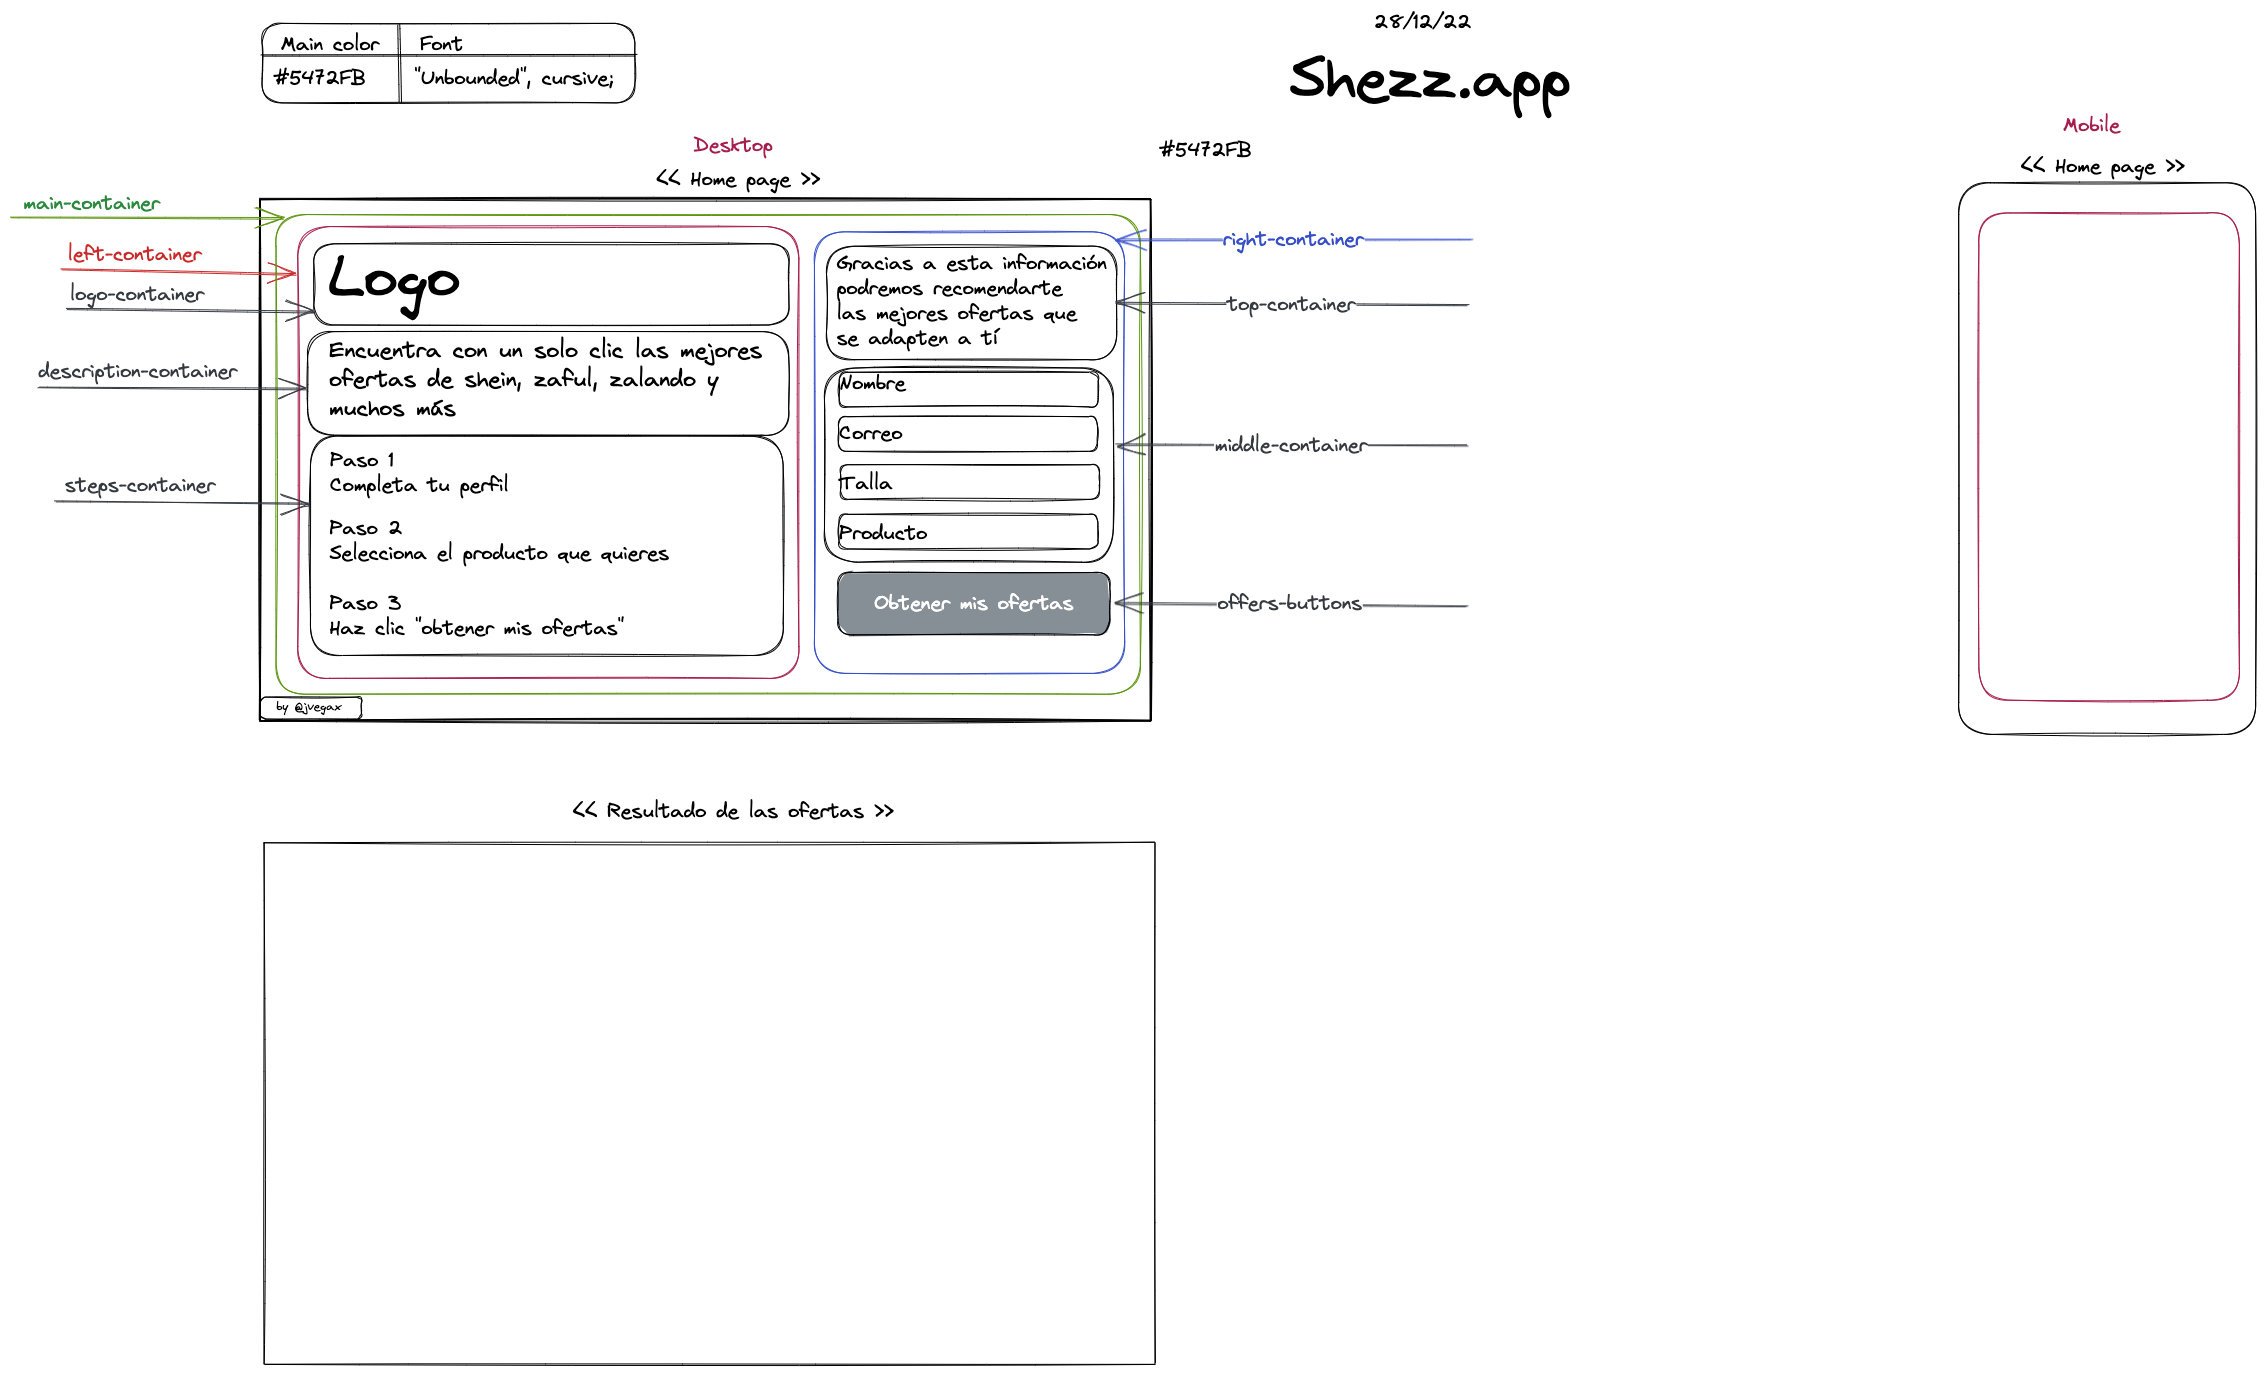 28/12/22
Shezz.app
Main color
Font
#5472FB
"Unbounded", cursive;
Desktop
<< Home page >>
#5472FB
Mobile
<< Home page >>
main-container
left-container
logo-container
description-container
steps-container
Logo
Encuentra con un solo clic las mejores
ofertas de shein, zaful, zalando y
muchos más
Paso 1
Completa tu perfil
Paso 2
Selecciona el producto que quieres
Paso 3
Haz clic "obtener mis ofertas"
Gracias a esta información
podremos recomendarte
las mejores ofertas que
se adapten a tí
Nombre
Correo
Talla
Producto
Obtener mis ofertas
right-container
top-container
middle-container
offers-buttons
by @jvegax
<< Resultado de las ofertas >>